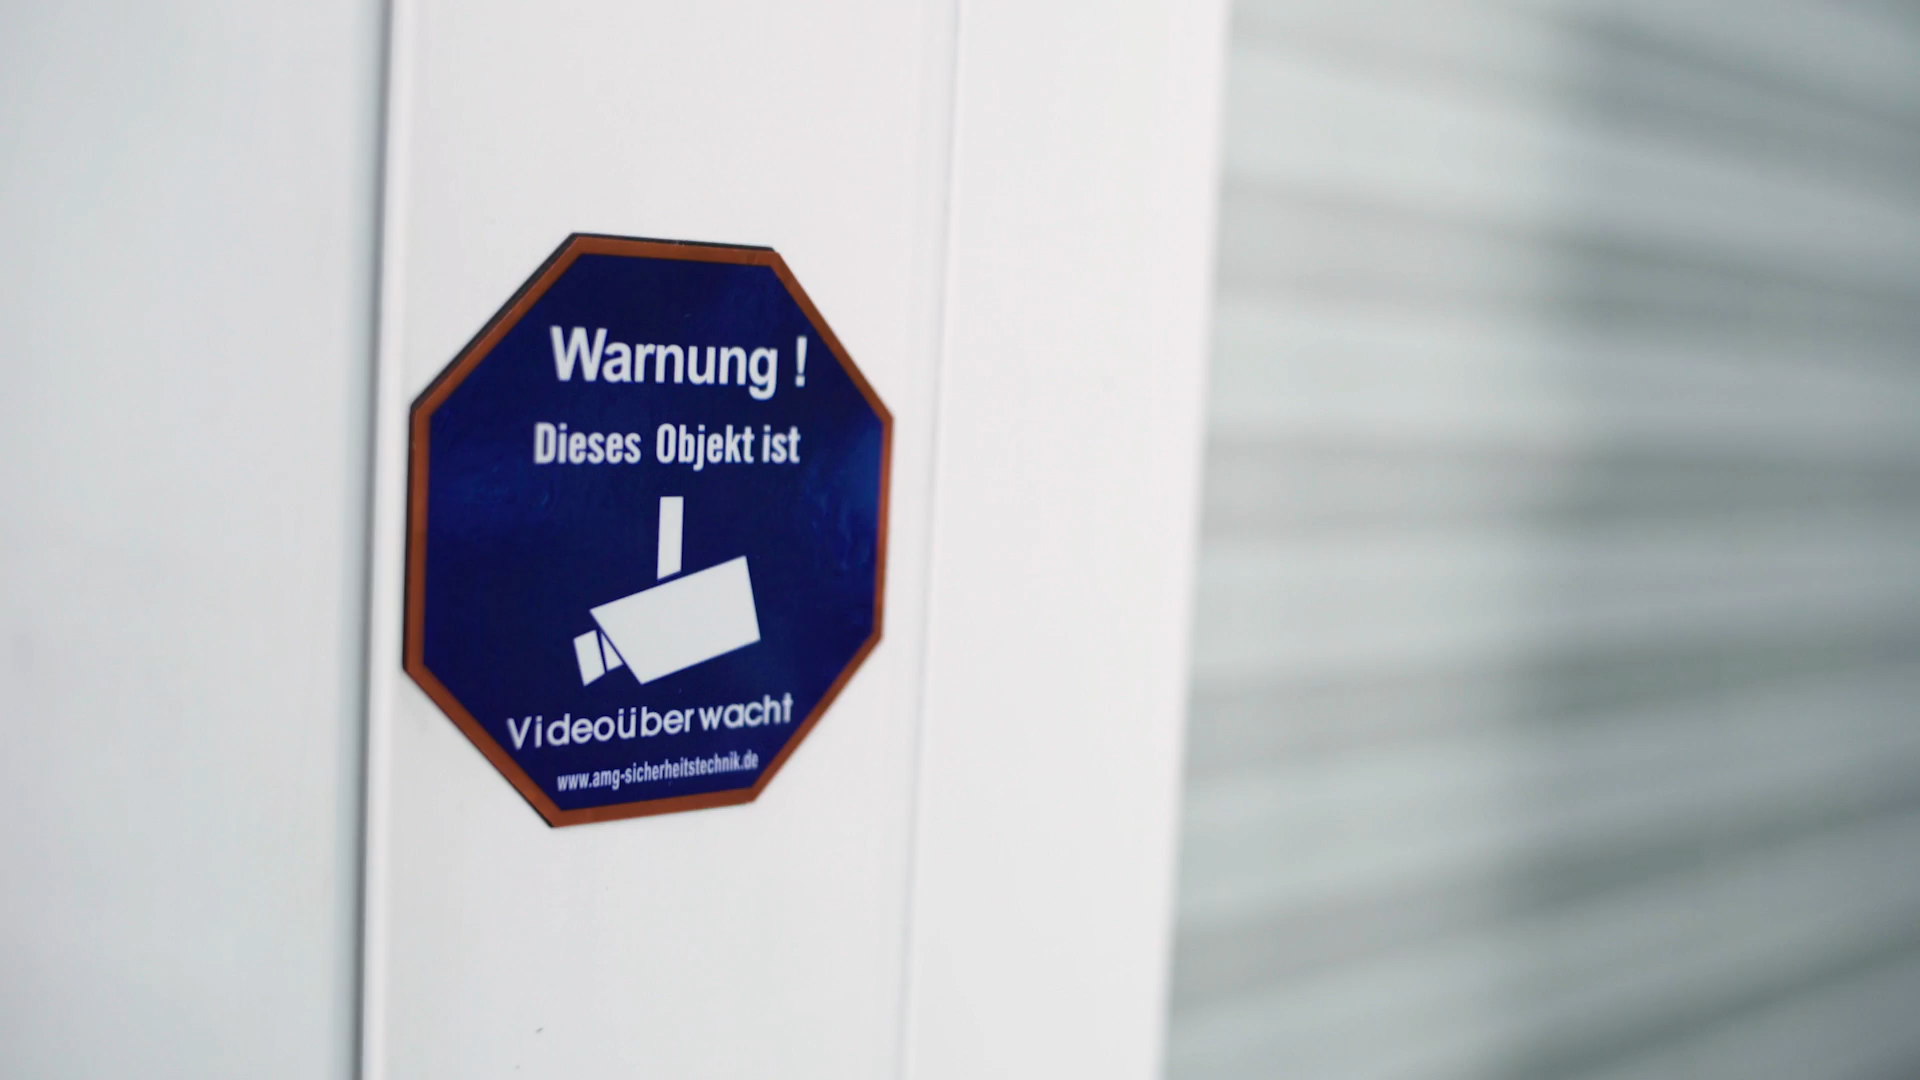 Warnung !
Dieses Objekt ist
Videoüberwacht
www.amg-sicherheitstechnik.de